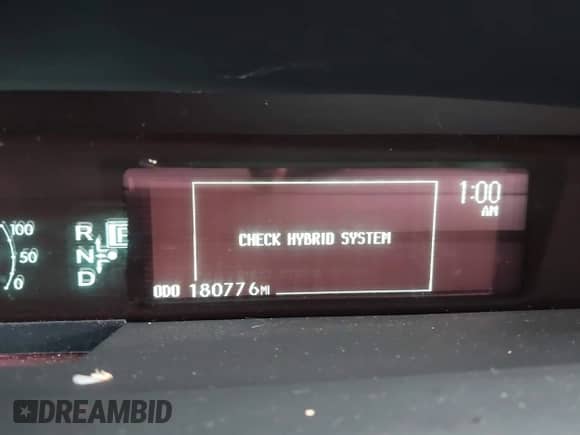 1:00
AM
100
50
0
R
N
D
CHECK HYBRID SYSTEM
ODO 180776MI
DREAMBID